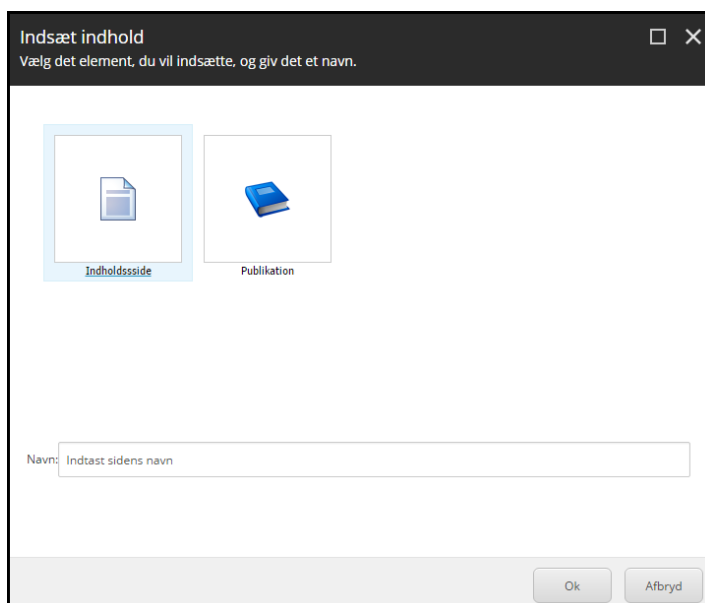 Indsæt indhold
Vælg det element, du vil indsætte, og giv det et navn.
Indholdssside
Publikation
Navn: Indtast sidens navn
Ok
Afbryd